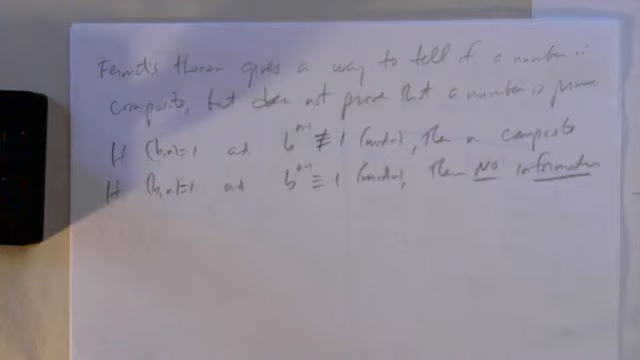 Fermat's theorem gives a way to tell if a number is
composite, but does not prove that a number is prime
If (b,n)=1 and b^{n-1} ≢ 1 (mod n), then n composite
If (b,n)=1 and b^{n-1} ≡ 1 (mod n), then NO information